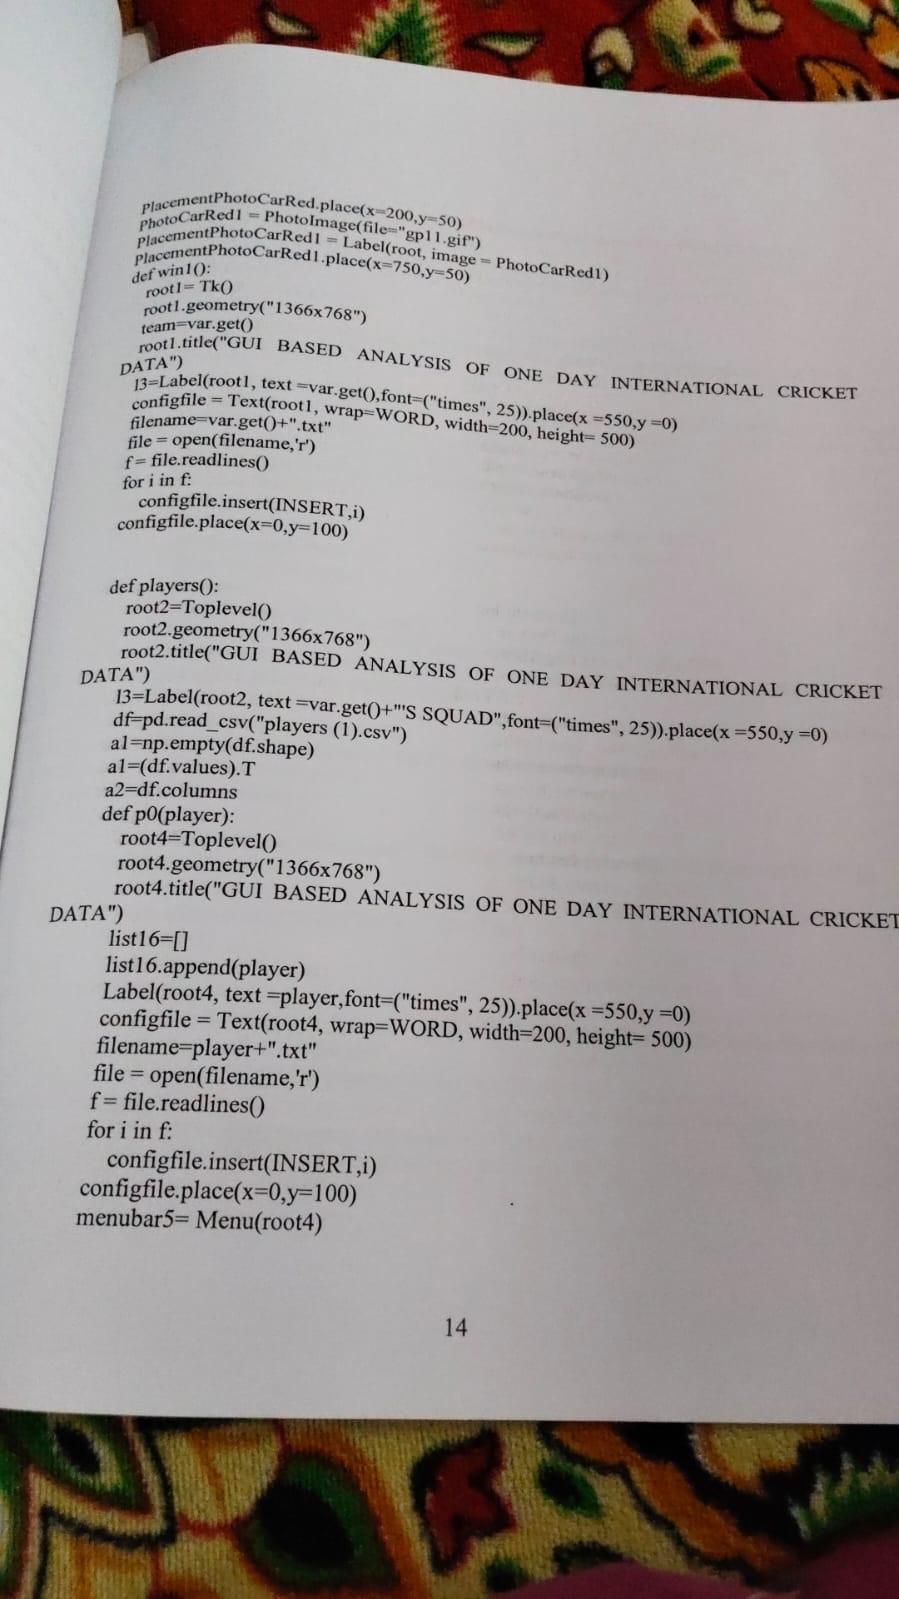 PlacementPhotoCarRed.place(x=200,y=50)
PhotoCarRed1 = PhotoImage(file="gp11.gif")
PlacementPhotoCarRed1 = Label(root, image = PhotoCarRed1)
PlacementPhotoCarRed1.place(x=750,y=50)
def win1():
root1= Tk()
root1.geometry("1366x768")
team=var.get()
root1.title("GUI BASED ANALYSIS OF ONE DAY INTERNATIONAL CRICKET
DATA")
l3=Label(root1, text =var.get(),font=("times", 25)).place(x =550,y =0)
configfile = Text(root1, wrap=WORD, width=200, height= 500)
filename=var.get()+".txt"
file = open(filename,'r')
f = file.readlines()
for i in f:
configfile.insert(INSERT,i)
configfile.place(x=0,y=100)
def players():
root2=Toplevel()
root2.geometry("1366x768")
root2.title("GUI BASED ANALYSIS OF ONE DAY INTERNATIONAL CRICKET
DATA")
l3=Label(root2, text =var.get()+"'S SQUAD",font=("times", 25)).place(x =550,y =0)
df=pd.read_csv("players (1).csv")
a1=np.empty(df.shape)
a1=(df.values).T
a2=df.columns
def p0(player):
root4=Toplevel()
root4.geometry("1366x768")
root4.title("GUI BASED ANALYSIS OF ONE DAY INTERNATIONAL CRICKET
DATA")
list16=[]
list16.append(player)
Label(root4, text =player,font=("times", 25)).place(x =550,y =0)
configfile = Text(root4, wrap=WORD, width=200, height= 500)
filename=player+".txt"
file = open(filename,'r')
f = file.readlines()
for i in f:
configfile.insert(INSERT,i)
configfile.place(x=0,y=100)
menubar5= Menu(root4)
14